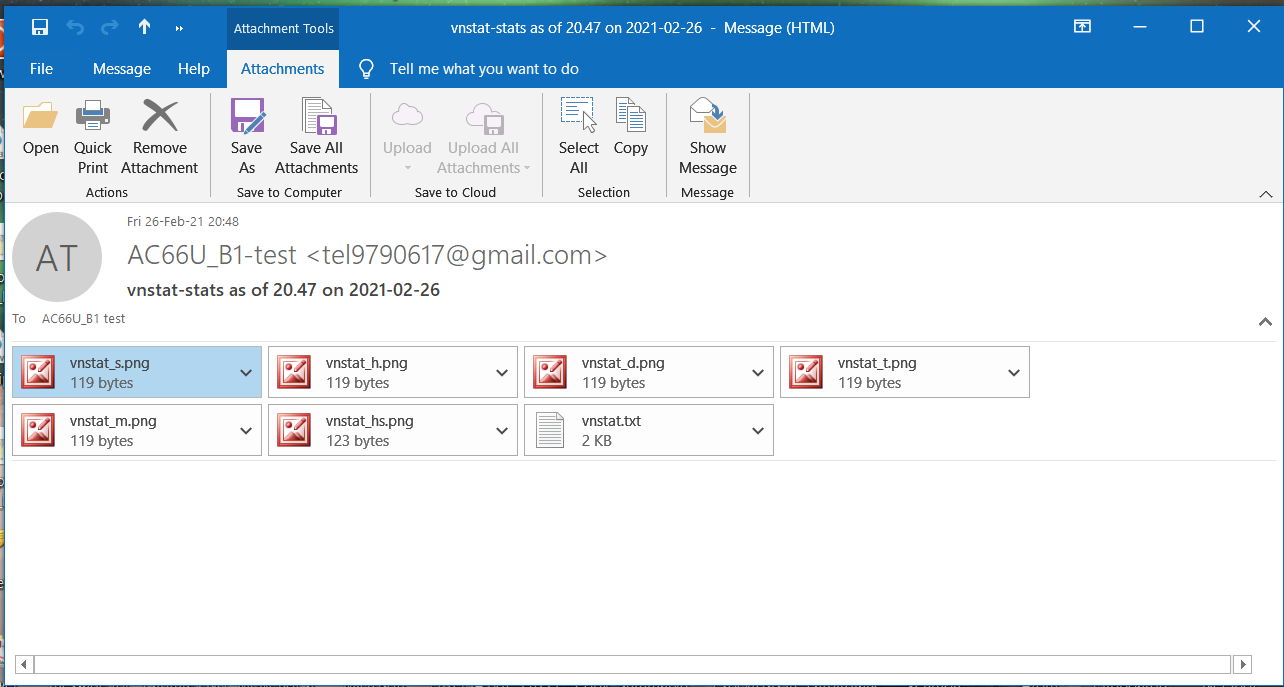 Attachment Tools
vnstat-stats as of 20.47 on 2021-02-26 - Message (HTML)
File Message Help Attachments Tell me what you want to do
Open Quick Print Remove Attachment Save As Save All Attachments Upload Upload All Attachments Select All Copy Show Message
Actions Save to Computer Save to Cloud Selection Message
Fri 26-Feb-21 20:48
AT
AC66U_B1-test <tel9790617@gmail.com>
vnstat-stats as of 20.47 on 2021-02-26
To AC66U_B1 test
vnstat_s.png vnstat_h.png vnstat_d.png vnstat_t.png
119 bytes 119 bytes 119 bytes 119 bytes
vnstat_m.png vnstat_hs.png vnstat.txt
119 bytes 123 bytes 2 KB